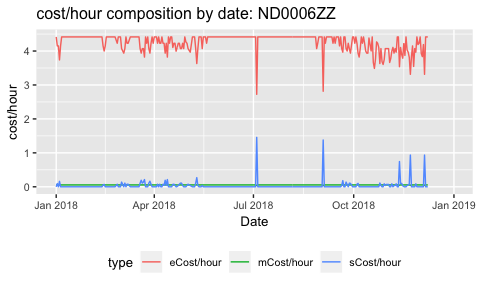 cost/hour composition by date: ND0006ZZ
cost/hour
4
3
2
1
0
Jan 2018 Apr 2018 Jul 2018 Oct 2018 Jan 2019
Date
type eCost/hour mCost/hour sCost/hour